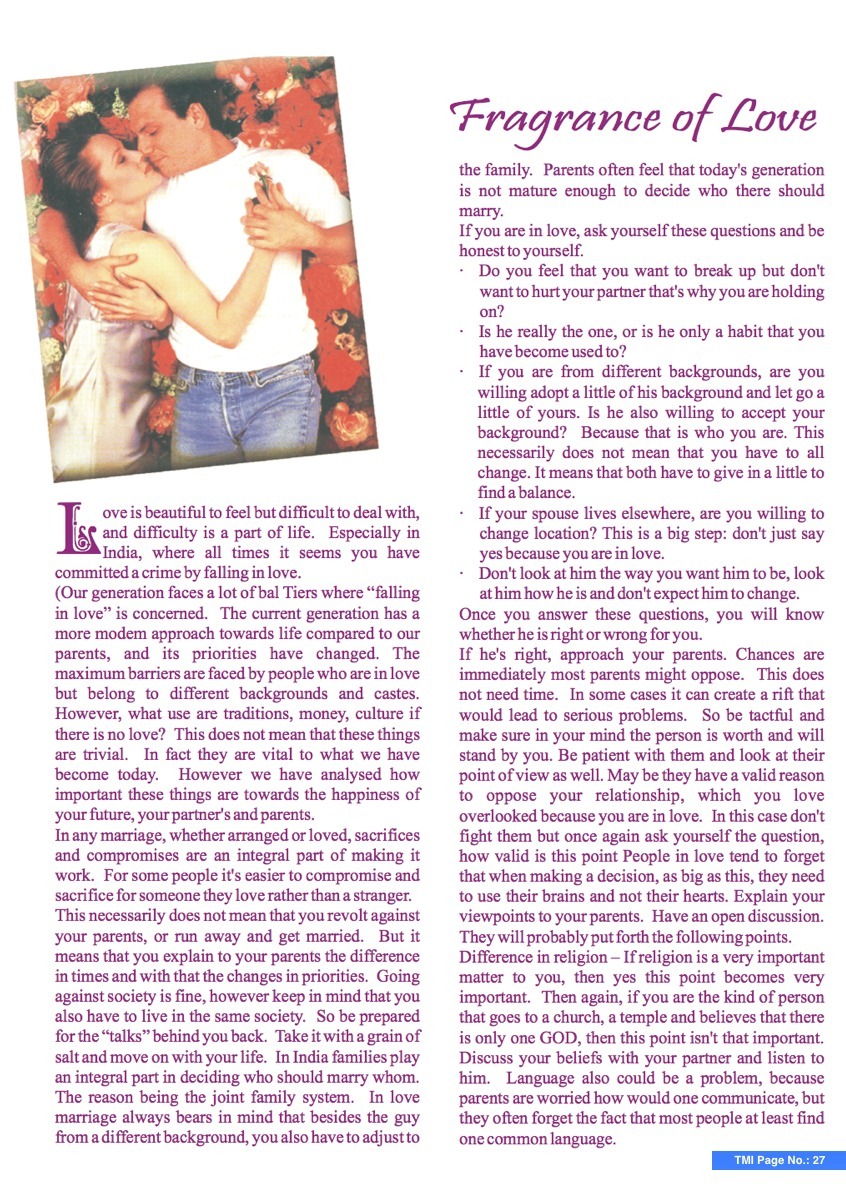 Fragrance of Love
Love is beautiful to feel but difficult to deal with,
and difficulty is a part of life. Especially in
India, where all times it seems you have
committed a crime by falling in love.
(Our generation faces a lot of bal Tiers where “falling
in love” is concerned. The current generation has a
more modem approach towards life compared to our
parents, and its priorities have changed. The
maximum barriers are faced by people who are in love
but belong to different backgrounds and castes.
However, what use are traditions, money, culture if
there is no love? This does not mean that these things
are trivial. In fact they are vital to what we have
become today. However we have analysed how
important these things are towards the happiness of
your future, your partner's and parents.
In any marriage, whether arranged or loved, sacrifices
and compromises are an integral part of making it
work. For some people it's easier to compromise and
sacrifice for someone they love rather than a stranger.
This necessarily does not mean that you revolt against
your parents, or run away and get married. But it
means that you explain to your parents the difference
in times and with that the changes in priorities. Going
against society is fine, however keep in mind that you
also have to live in the same society. So be prepared
for the “talks” behind you back. Take it with a grain of
salt and move on with your life. In India families play
an integral part in deciding who should marry whom.
The reason being the joint family system. In love
marriage always bears in mind that besides the guy
from a different background, you also have to adjust to
the family. Parents often feel that today's generation
is not mature enough to decide who there should
marry.
If you are in love, ask yourself these questions and be
honest to yourself.
· Do you feel that you want to break up but don't
want to hurt your partner that's why you are holding
on?
· Is he really the one, or is he only a habit that you
have become used to?
· If you are from different backgrounds, are you
willing adopt a little of his background and let go a
little of yours. Is he also willing to accept your
background? Because that is who you are. This
necessarily does not mean that you have to all
change. It means that both have to give in a little to
find a balance.
· If your spouse lives elsewhere, are you willing to
change location? This is a big step: don't just say
yes because you are in love.
· Don't look at him the way you want him to be, look
at him how he is and don't expect him to change.
Once you answer these questions, you will know
whether he is right or wrong for you.
If he's right, approach your parents. Chances are
immediately most parents might oppose. This does
not need time. In some cases it can create a rift that
would lead to serious problems. So be tactful and
make sure in your mind the person is worth and will
stand by you. Be patient with them and look at their
point of view as well. May be they have a valid reason
to oppose your relationship, which you love
overlooked because you are in love. In this case don't
fight them but once again ask yourself the question,
how valid is this point People in love tend to forget
that when making a decision, as big as this, they need
to use their brains and not their hearts. Explain your
viewpoints to your parents. Have an open discussion.
They will probably put forth the following points.
Difference in religion – If religion is a very important
matter to you, then yes this point becomes very
important. Then again, if you are the kind of person
that goes to a church, a temple and believes that there
is only one GOD, then this point isn't that important.
Discuss your beliefs with your partner and listen to
him. Language also could be a problem, because
parents are worried how would one communicate, but
they often forget the fact that most people at least find
one common language.
TMI Page No.: 27